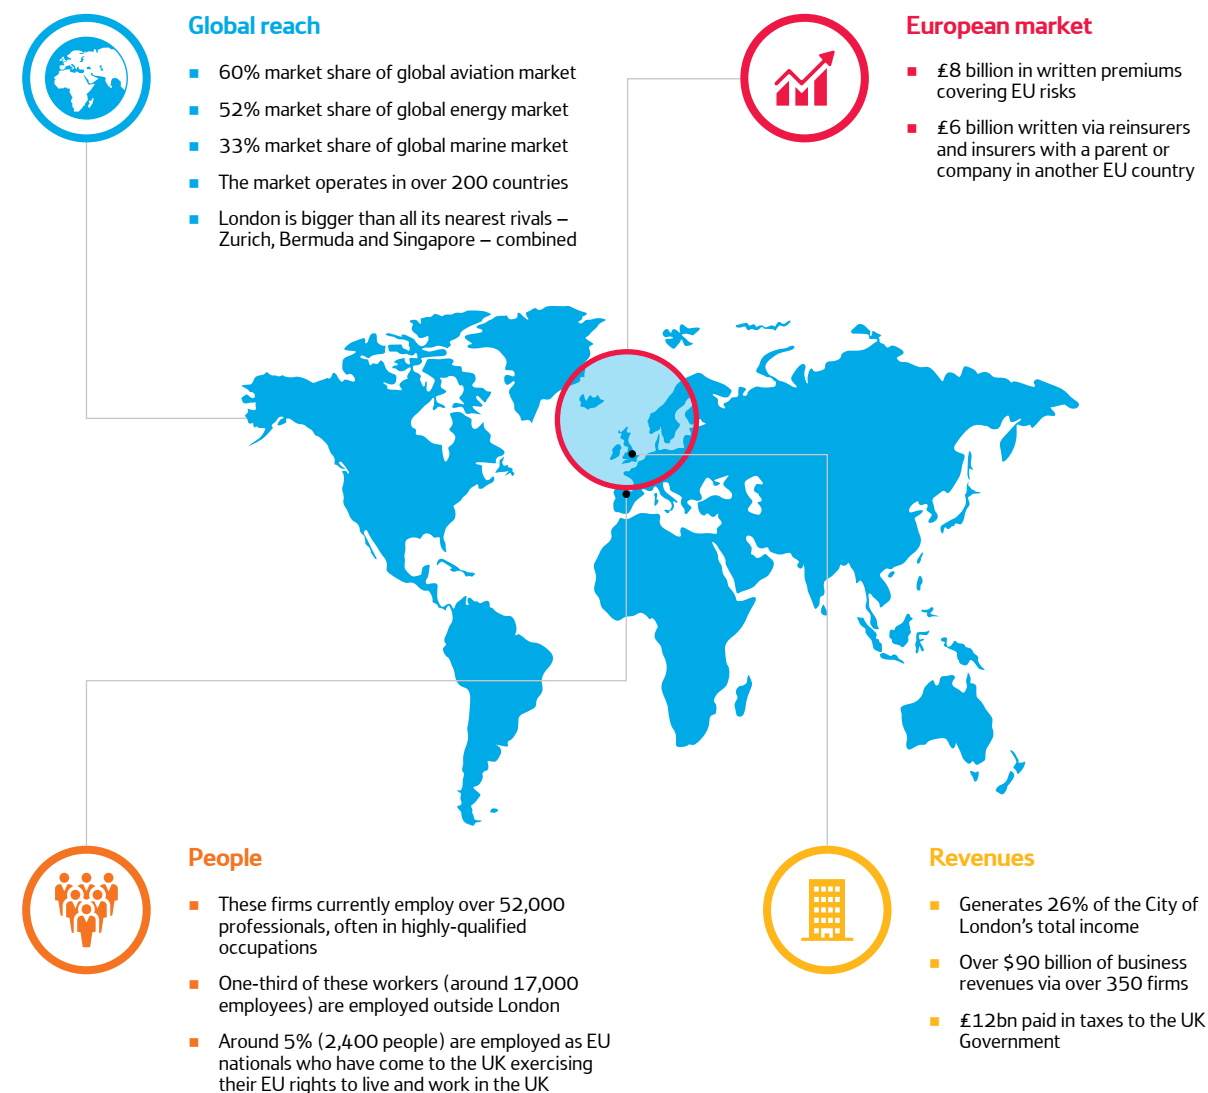 Global reach
60% market share of global aviation market
52% market share of global energy market
33% market share of global marine market
The market operates in over 200 countries
London is bigger than all its nearest rivals –
Zurich, Bermuda and Singapore – combined
European market
£8 billion in written premiums
covering EU risks
£6 billion written via reinsurers
and insurers with a parent or
company in another EU country
People
These firms currently employ over 52,000
professionals, often in highly-qualified
occupations
One-third of these workers (around 17,000
employees) are employed outside London
Around 5% (2,400 people) are employed as EU
nationals who have come to the UK exercising
their EU rights to live and work in the UK
Revenues
Generates 26% of the City of
London's total income
Over $90 billion of business
revenues via over 350 firms
£12bn paid in taxes to the UK
Government